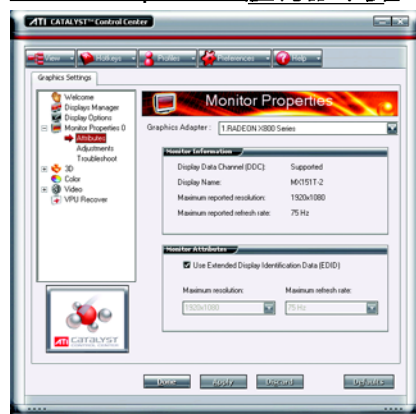 ATI CATALYST™ Control Center
View
Hotkeys
Profiles
Preferences
Help
Graphics Settings
Welcome
Displays Manager
Display Options
Monitor Properties 0
Attributes
Adjustments
Troubleshoot
3D
Color
Video
VPU Recover
Monitor Properties
Graphics Adapter: 1.RADEON X800 Series
Monitor Information
Display Data Channel (DDC): Supported
Display Name: MX151T-2
Maximum reported resolution: 1920x1080
Maximum reported refresh rate: 75 Hz
Monitor Attributes
Use Extended Display Identification Data (EDID)
Maximum resolution: Maximum refresh rate:
1920x1080 75 Hz
ATI CATALYST
Done Apply Discard Defaults